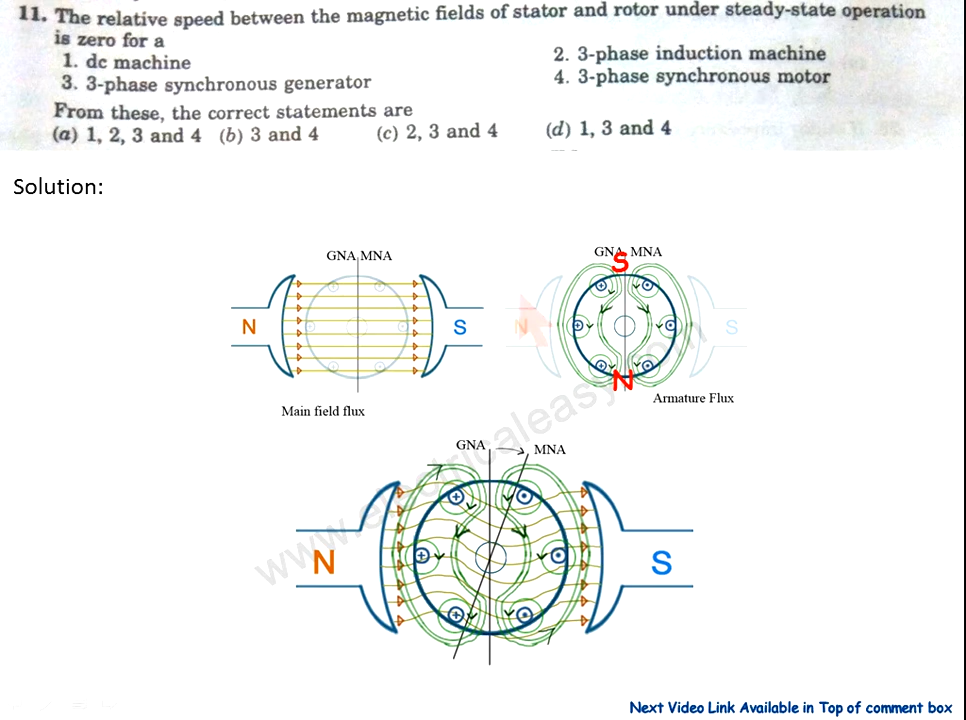 11. The relative speed between the magnetic fields of stator and rotor under steady-state operation
is zero for a
1. dc machine
2. 3-phase induction machine
3. 3-phase synchronous generator
4. 3-phase synchronous motor
From these, the correct statements are
(a) 1, 2, 3 and 4 (b) 3 and 4 (c) 2, 3 and 4 (d) 1, 3 and 4
Solution:
GNA MNA
N S
Main field flux
GNA MNA
S
N S
N
Armature Flux
GNA MNA
N S
Next Video Link Available in Top of comment box